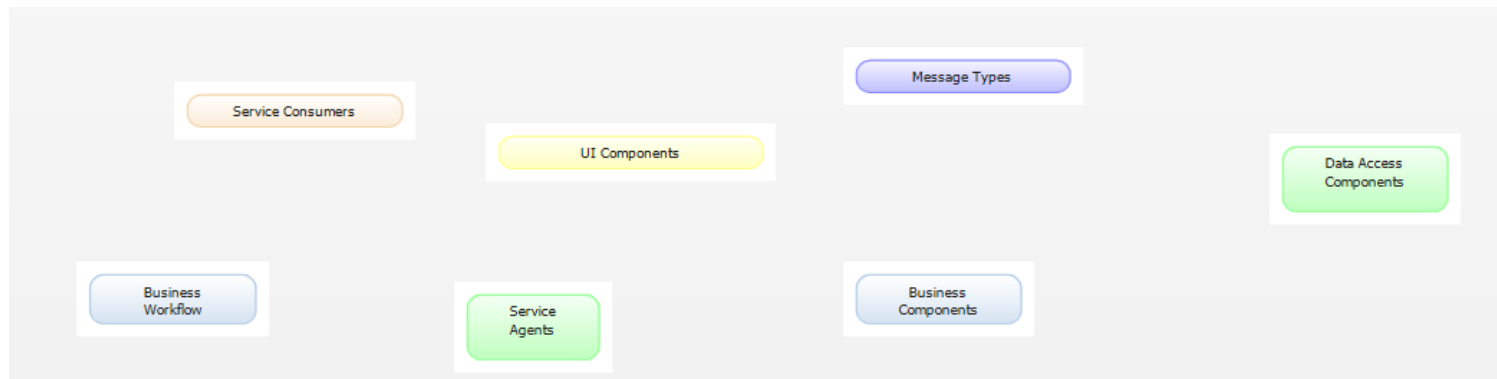 Message Types
Service Consumers
UI Components
Data Access
Components
Business
Workflow
Service
Agents
Business
Components